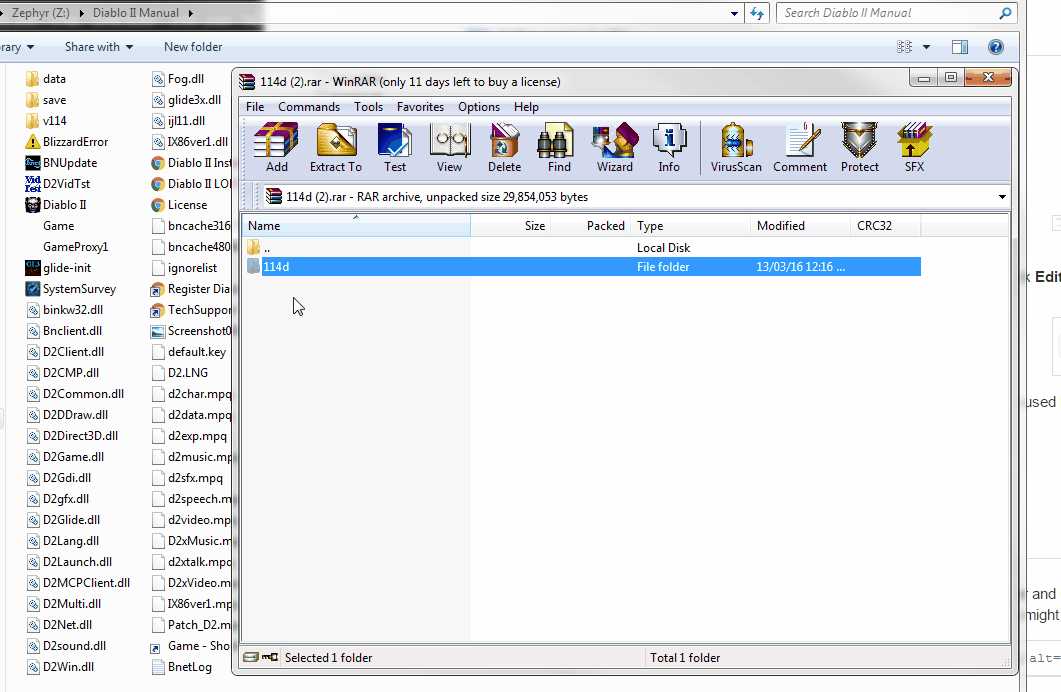 Zephyr (Z:) Diablo II Manual Search Diablo II Manual
rary Share with New folder
data
save
v114
BlizzardError
BNUpdate
D2VidTst
Diablo II
Game
GameProxy1
glide-init
SystemSurvey
binkw32.dll
Bnclient.dll
D2Client.dll
D2CMP.dll
D2Common.dll
D2DDraw.dll
D2Direct3D.dll
D2Game.dll
D2Gdi.dll
D2gfx.dll
D2Glide.dll
D2Lang.dll
D2Launch.dll
D2MCPClient.dll
D2Multi.dll
D2Net.dll
D2sound.dll
D2Win.dll
Fog.dll
glide3x.dll
ijl11.dll
IX86ver1.dll
Diablo II Inst
Diablo II LOI
License
bncache316
bncache480
ignorelist
Register Dia
TechSuppor
Screenshot0
default.key
D2.LNG
d2char.mpq
d2data.mpq
d2exp.mpq
d2music.m
d2sfx.mpq
d2speech.m
d2video.mp
D2xMusic.m
d2xtalk.mpq
D2xVideo.m
IX86ver1.mp
Patch_D2.m
Game - Sho
BnetLog
114d (2).rar - WinRAR (only 11 days left to buy a license)
File Commands Tools Favorites Options Help
Add Extract To Test View Delete Find Wizard Info VirusScan Comment Protect SFX
114d (2).rar - RAR archive, unpacked size 29,854,053 bytes
Name Size Packed Type Modified CRC32
.. Local Disk
114d File folder 13/03/16 12:16 ...
Selected 1 folder Total 1 folder
k Edit
used
r and
might
alt=